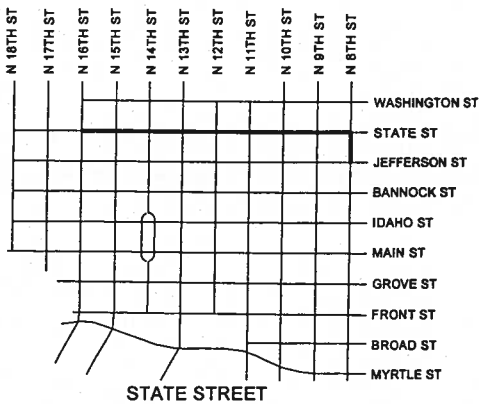 N 18TH ST
N 17TH ST
N 16TH ST
N 15TH ST
N 14TH ST
N 13TH ST
N 12TH ST
N 11TH ST
N 10TH ST
N 9TH ST
N 8TH ST
WASHINGTON ST
STATE ST
JEFFERSON ST
BANNOCK ST
IDAHO ST
MAIN ST
GROVE ST
FRONT ST
BROAD ST
MYRTLE ST
STATE STREET